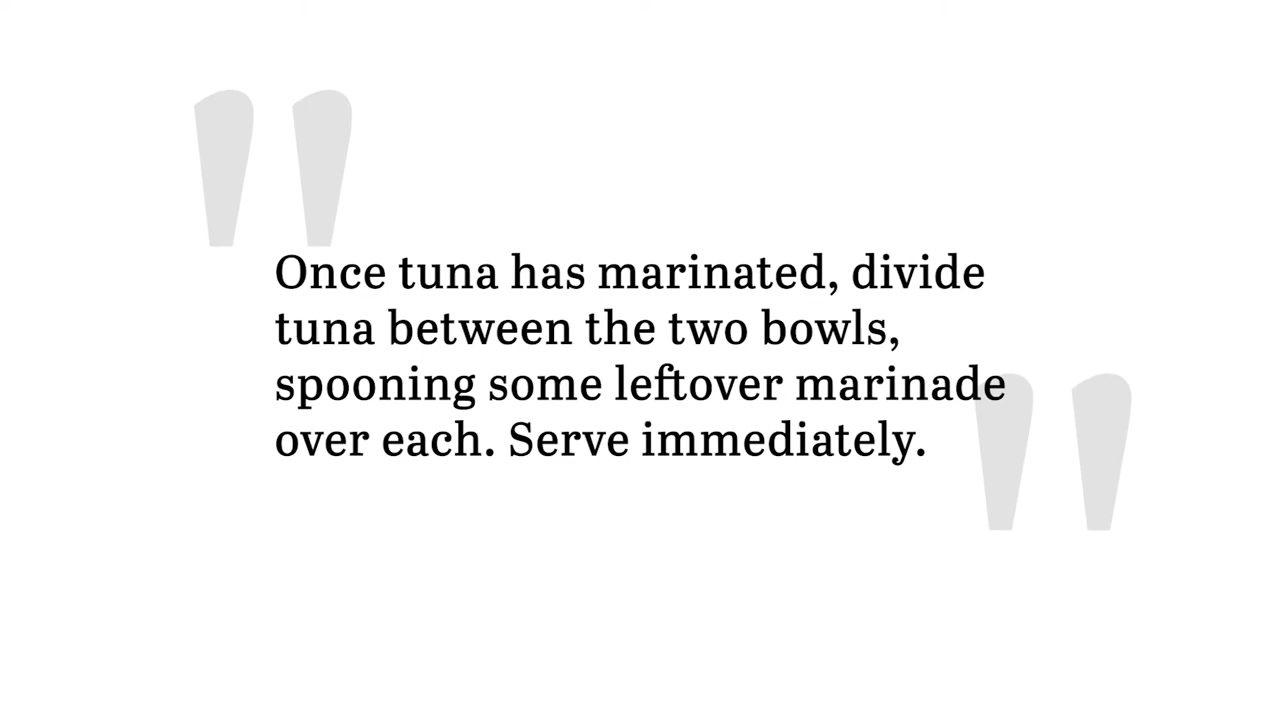 "Once tuna has marinated, divide
tuna between the two bowls,
spooning some leftover marinade
over each. Serve immediately."